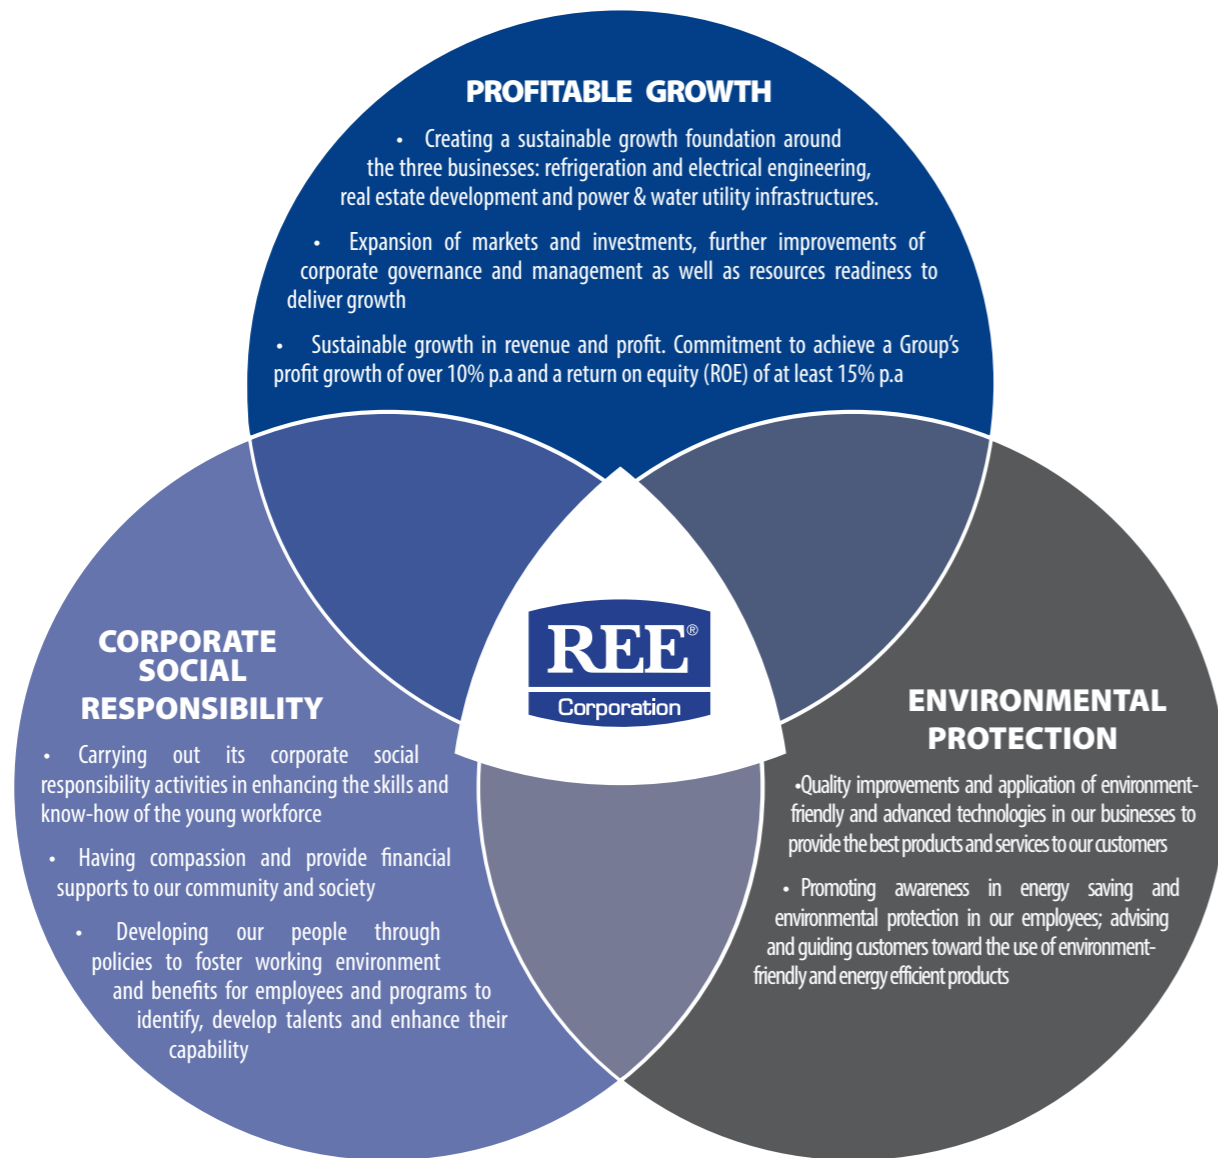 PROFITABLE GROWTH
• Creating a sustainable growth foundation around
the three businesses: refrigeration and electrical engineering,
real estate development and power & water utility infrastructures.
• Expansion of markets and investments, further improvements of
corporate governance and management as well as resources readiness to
deliver growth
• Sustainable growth in revenue and profit. Commitment to achieve a Group's
profit growth of over 10% p.a and a return on equity (ROE) of at least 15% p.a
REE®
Corporation
CORPORATE
SOCIAL
RESPONSIBILITY
• Carrying out its corporate social
responsibility activities in enhancing the skills and
know-how of the young workforce
• Having compassion and provide financial
supports to our community and society
• Developing our people through
policies to foster working environment
and benefits for employees and programs to
identify, develop talents and enhance their
capability
ENVIRONMENTAL
PROTECTION
•Quality improvements and application of environment-
friendly and advanced technologies in our businesses to
provide the best products and services to our customers
• Promoting awareness in energy saving and
environmental protection in our employees; advising
and guiding customers toward the use of environment-
friendly and energy efficient products